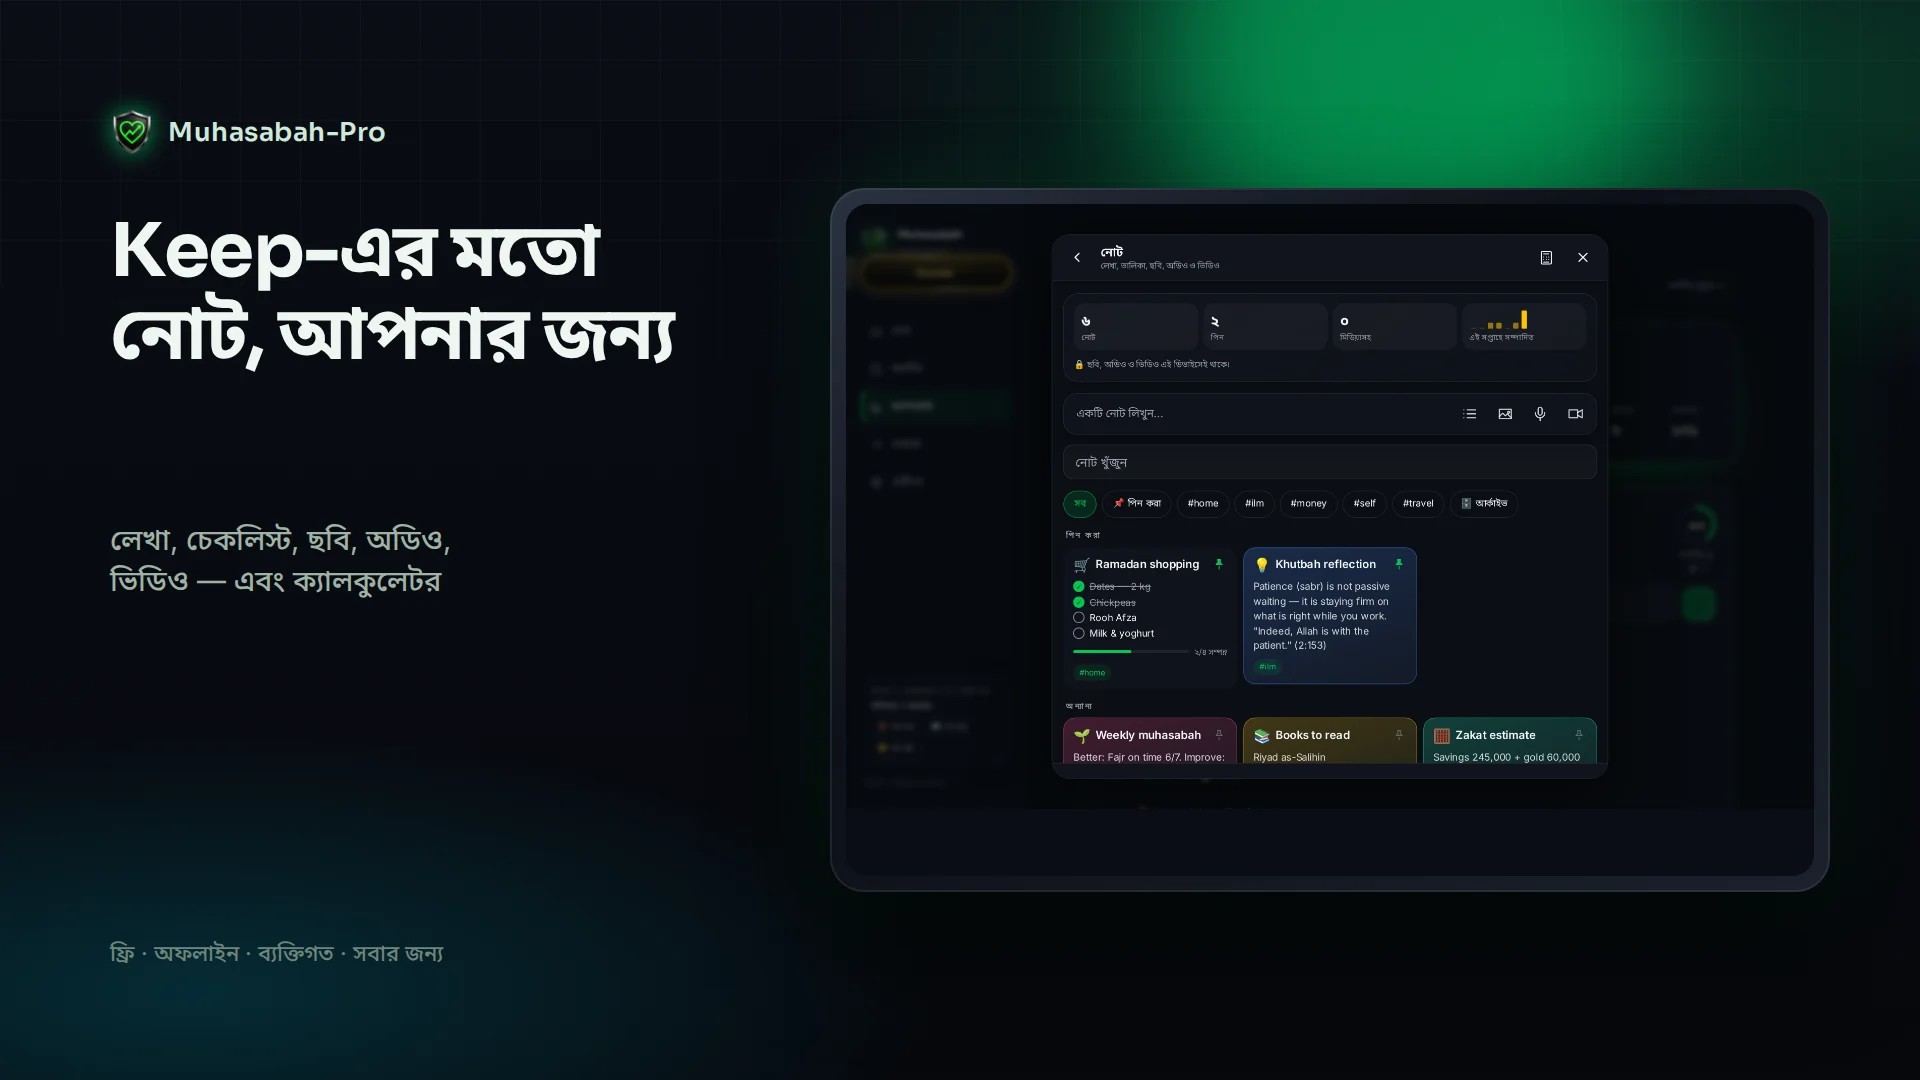 Muhasabah-Pro
Keep-এর মতো
নোট, আপনার জন্য
লেখা, চেকলিস্ট, ছবি, অডিও,
ভিডিও — এবং ক্যালকুলেটর
ফ্রি · অফলাইন · ব্যক্তিগত · সবার জন্য
Muhasabah
নোট
লেখা, তালিকা, ছবি, অডিও ও ভিডিও
৬
নোট
২
পিন
০
মিডিয়াসহ
এই সপ্তাহে সম্পাদিত
ছবি, অডিও ও ভিডিও এই ডিভাইসেই থাকে।
একটি নোট লিখুন...
নোট খুঁজুন
সব
পিন করা
#home
#ilm
#money
#self
#travel
আর্কাইভ
পিন করা
Ramadan shopping
Dates — 2 kg
Chickpeas
Rooh Afza
Milk & yoghurt
২/৪ সম্পন্ন
#home
Khutbah reflection
Patience (sabr) is not passive
waiting — it is staying firm on
what is right while you work.
"Indeed, Allah is with the
patient." (2:153)
#ilm
অন্যান্য
Weekly muhasabah
Better: Fajr on time 6/7. Improve:
Books to read
Riyad as-Salihin
Zakat estimate
Savings 245,000 + gold 60,000